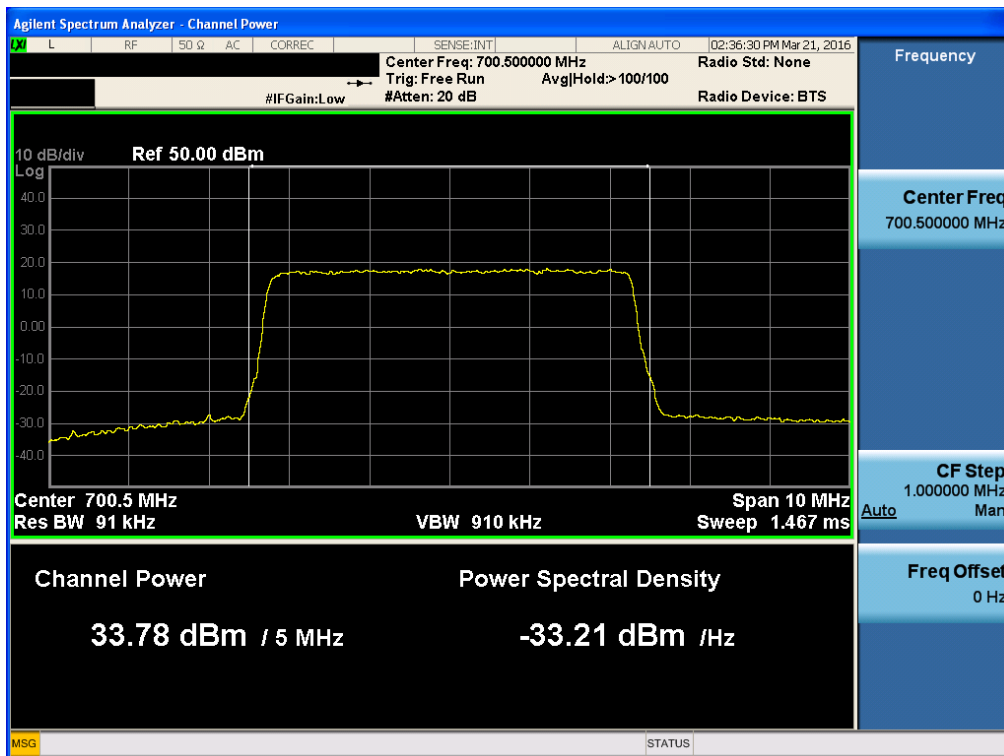 Agilent Spectrum Analyzer - Channel Power
LXI L RF 50 Ω AC CORREC SENSE:INT ALIGN AUTO 02:36:30 PM Mar 21, 2016
Center Freq: 700.500000 MHz Radio Std: None
Trig: Free Run Avg|Hold:>100/100
#IFGain:Low #Atten: 20 dB Radio Device: BTS
10 dB/div Ref 50.00 dBm
Log
40.0
30.0
20.0
10.0
0.00
-10.0
-20.0
-30.0
-40.0
Center 700.5 MHz Span 10 MHz
Res BW 91 kHz VBW 910 kHz Sweep 1.467 ms
Channel Power Power Spectral Density
33.78 dBm / 5 MHz -33.21 dBm /Hz
MSG STATUS
Frequency
Center Freq
700.500000 MHz
CF Step
1.000000 MHz
Auto Man
Freq Offset
0 Hz